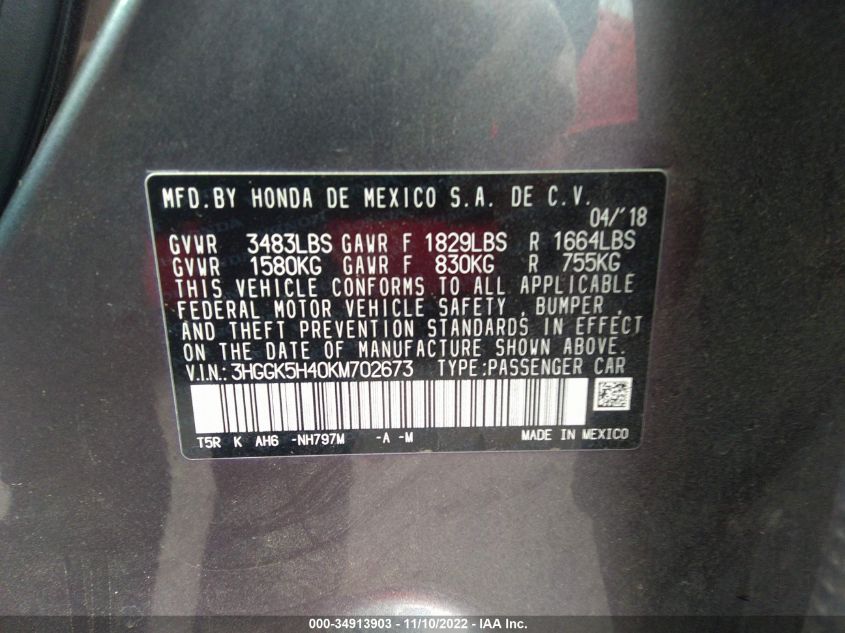 MFD.BY HONDA DE MEXICO S.A. DE C.V.
04/'18
GVWR 3483LBS GAWR F 1829LBS R 1664LBS
GVWR 1580KG GAWR F 830KG R 755KG
THIS VEHICLE CONFORMS TO ALL APPLICABLE
FEDERAL MOTOR VEHICLE SAFETY , BUMPER ,
AND THEFT PREVENTION STANDARDS IN EFFECT
ON THE DATE OF MANUFACTURE SHOWN ABOVE.
V.I.N.: 3HGGK5H40KM702673 TYPE:PASSENGER CAR
T5R K AH6 -NH797M -A -M MADE IN MEXICO
000-34913903 - 11/10/2022 - IAA Inc.